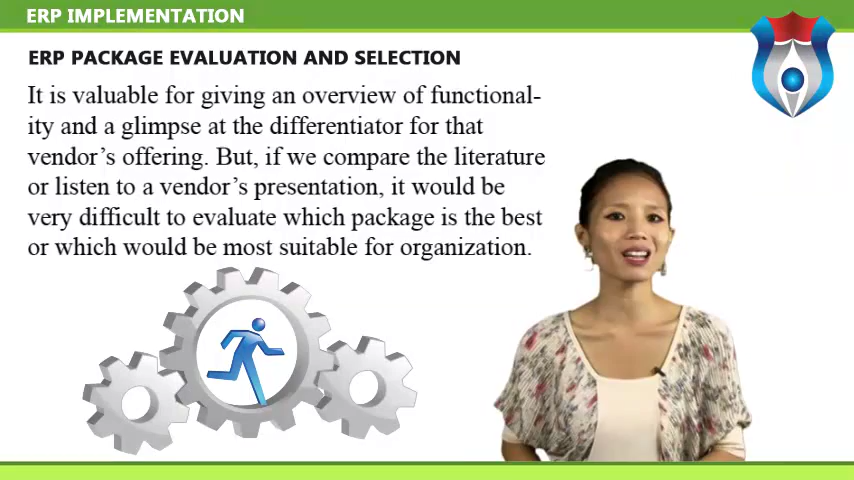 ERP IMPLEMENTATION
ERP PACKAGE EVALUATION AND SELECTION
It is valuable for giving an overview of functional-
ity and a glimpse at the differentiator for that
vendor's offering. But, if we compare the literature
or listen to a vendor's presentation, it would be
very difficult to evaluate which package is the best
or which would be most suitable for organization.